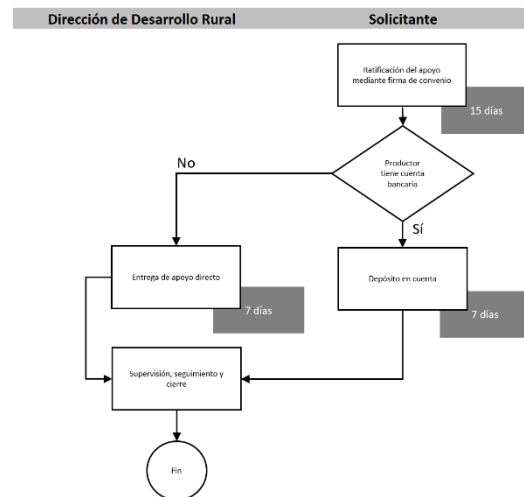 Dirección de Desarrollo Rural
Solicitante
Ratificación del apoyo
mediante firma de convenio
15 días
Productor
tiene cuenta
bancaria
No
Sí
Entrega de apoyo directo
Depósito en cuenta
7 días
7 días
Supervisión, seguimiento y
cierre
Fin